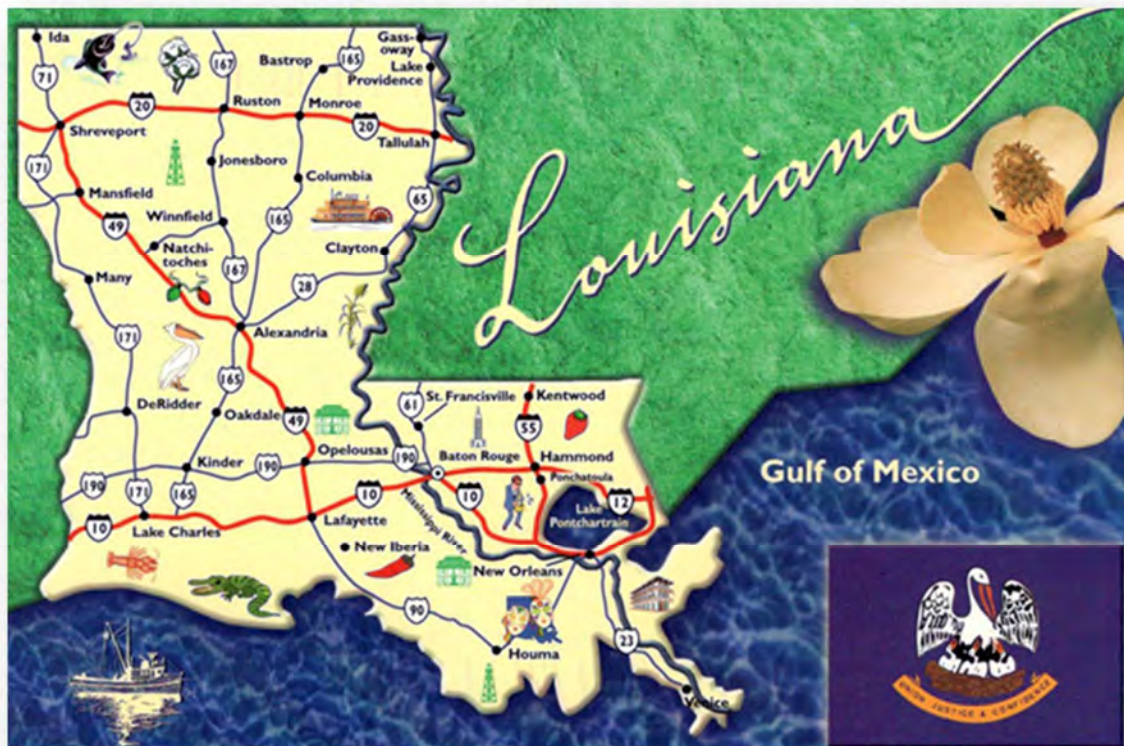 Ida
71
167
Bastrop
165
Gass-
oway
Lake
Providence
20
Ruston
Monroe
20
Shreveport
Tallulah
171
Jonesboro
Columbia
Mansfield
65
49
Winnfield
165
Natchi-
toches
Clayton
167
Many
28
Alexandria
171
165
DeRidder
Oakdale
49
61
St. Francisville
Kentwood
55
Opelousas
Baton Rouge
Hammond
Kinder
190
190
190
Ponchatoula
171
165
10
10
12
Lake
Pontchartrain
10
Lake Charles
Lafayette
Mississippi River
New Iberia
New Orleans
90
23
Houma
Venice
Louisiana
Gulf of Mexico
UNION JUSTICE & CONFIDENCE